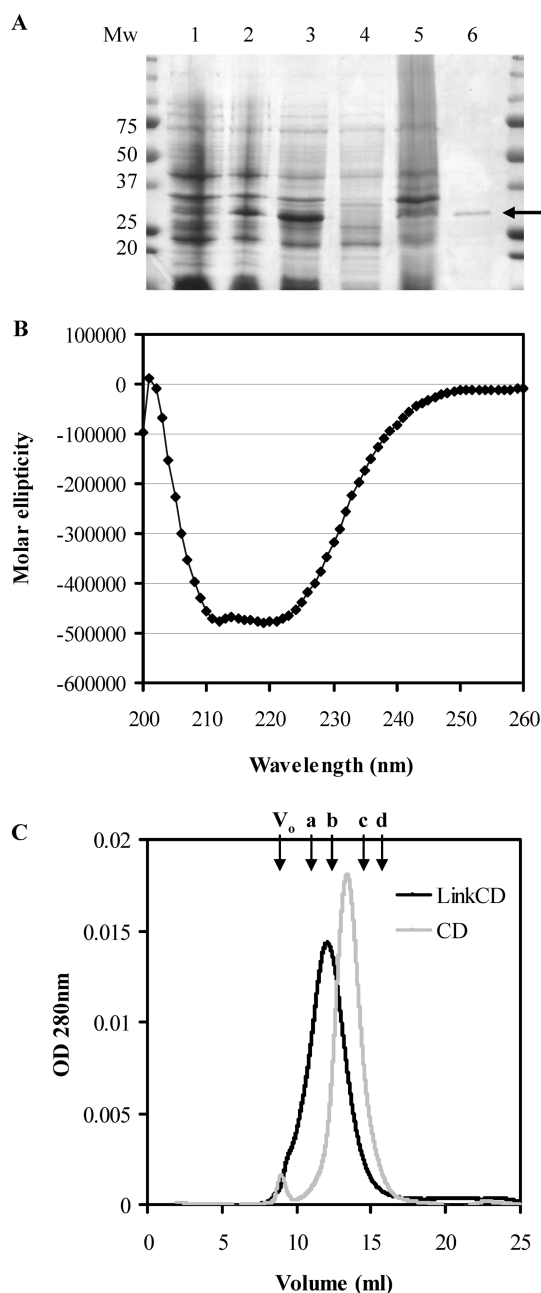 A
Mw 1 2 3 4 5 6
75
50
37
25
20
B
100000
0
-100000
-200000
-300000
-400000
-500000
-600000
Molar ellipticity
200 210 220 230 240 250 260
Wavelength (nm)
C
Vo a b c d
0.02
0.015
0.01
0.005
0
OD 280nm
LinkCD
CD
0 5 10 15 20 25
Volume (ml)